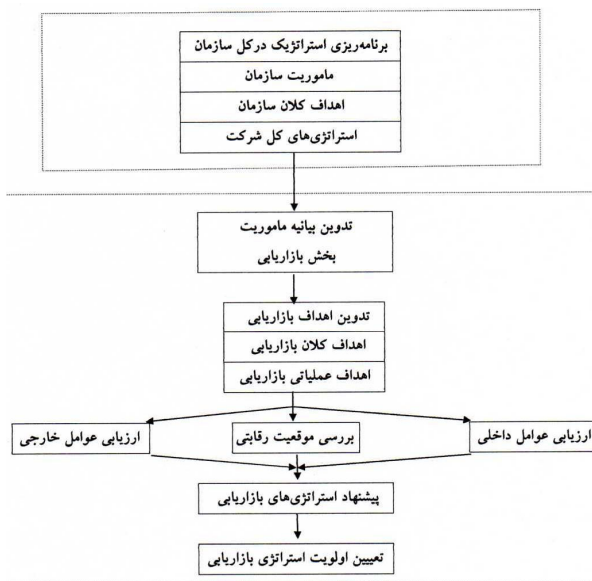 برنامه‌ریزی استراتژیک درکل سازمان
ماموریت سازمان
اهداف کلان سازمان
استراتژی‌های کل شرکت
تدوین بیانیه ماموریت
بخش بازاریابی
تدوین اهداف بازاریابی
اهداف کلان بازاریابی
اهداف عملیاتی بازاریابی
ارزیابی عوامل داخلی
بررسی موقعیت رقابتی
ارزیابی عوامل خارجی
پیشنهاد استراتژی‌های بازاریابی
تعییین اولویت استراتژی بازاریابی